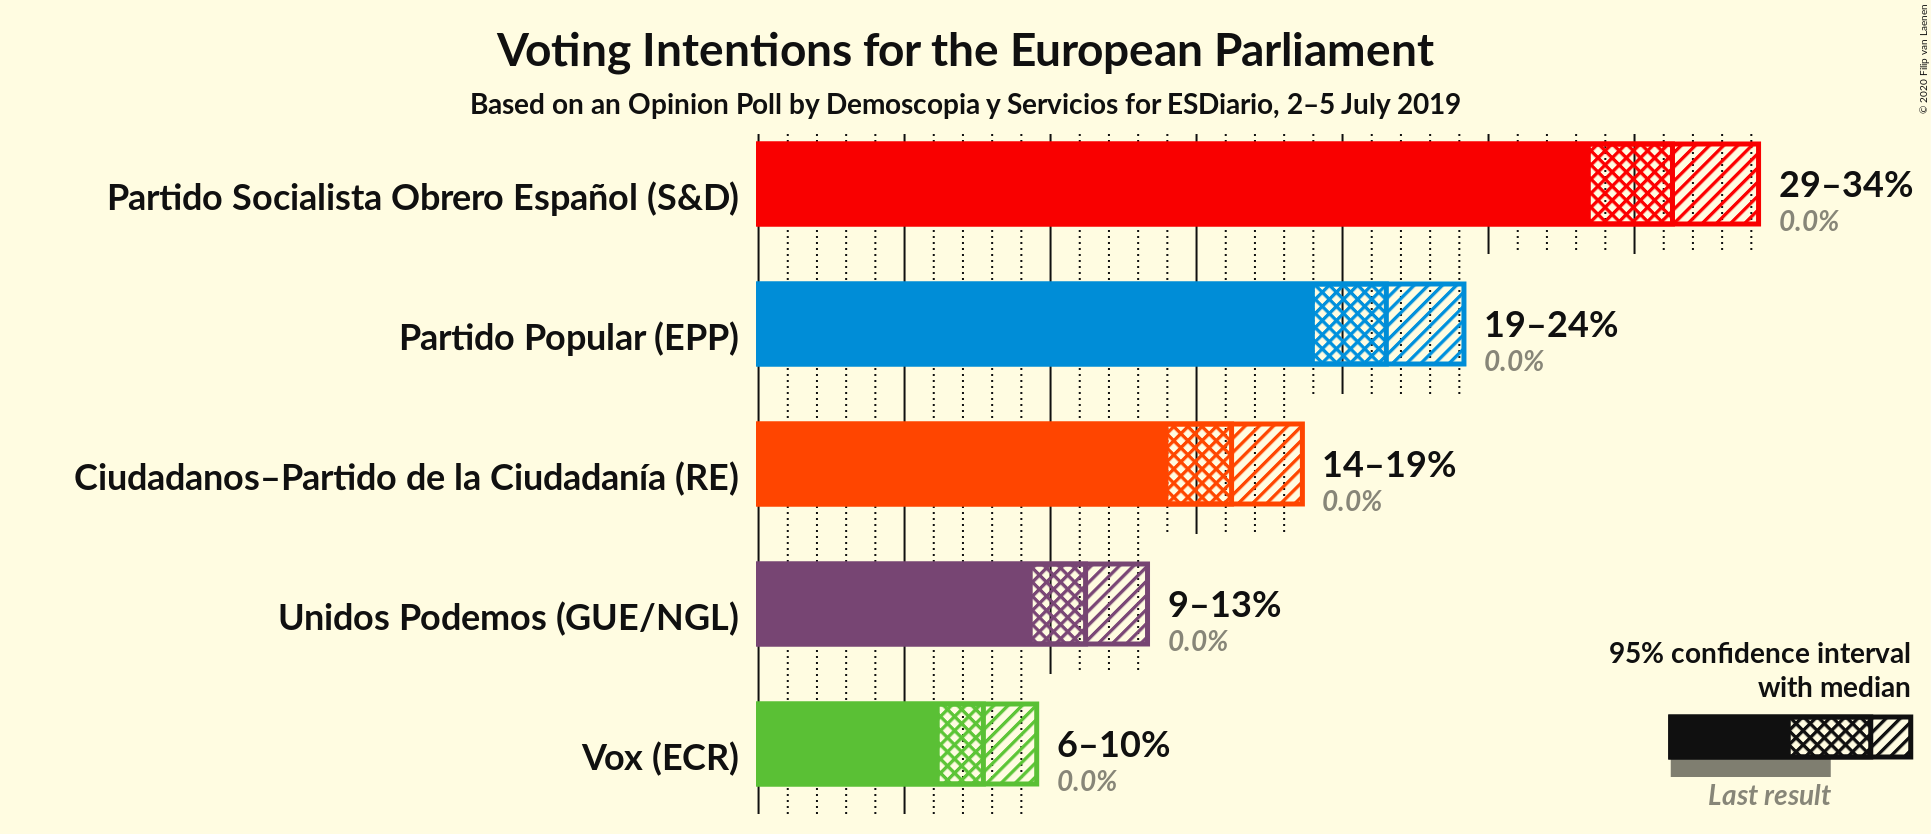 Voting Intentions for the European Parliament
Based on an Opinion Poll by Demoscopia y Servicios for ESDiario, 2–5 July 2019
© 2020 Filip van Laenen
Partido Socialista Obrero Español (S&D)
29–34%
0.0%
Partido Popular (EPP)
19–24%
0.0%
Ciudadanos–Partido de la Ciudadanía (RE)
14–19%
0.0%
Unidos Podemos (GUE/NGL)
9–13%
0.0%
Vox (ECR)
6–10%
0.0%
95% confidence interval
with median
Last result